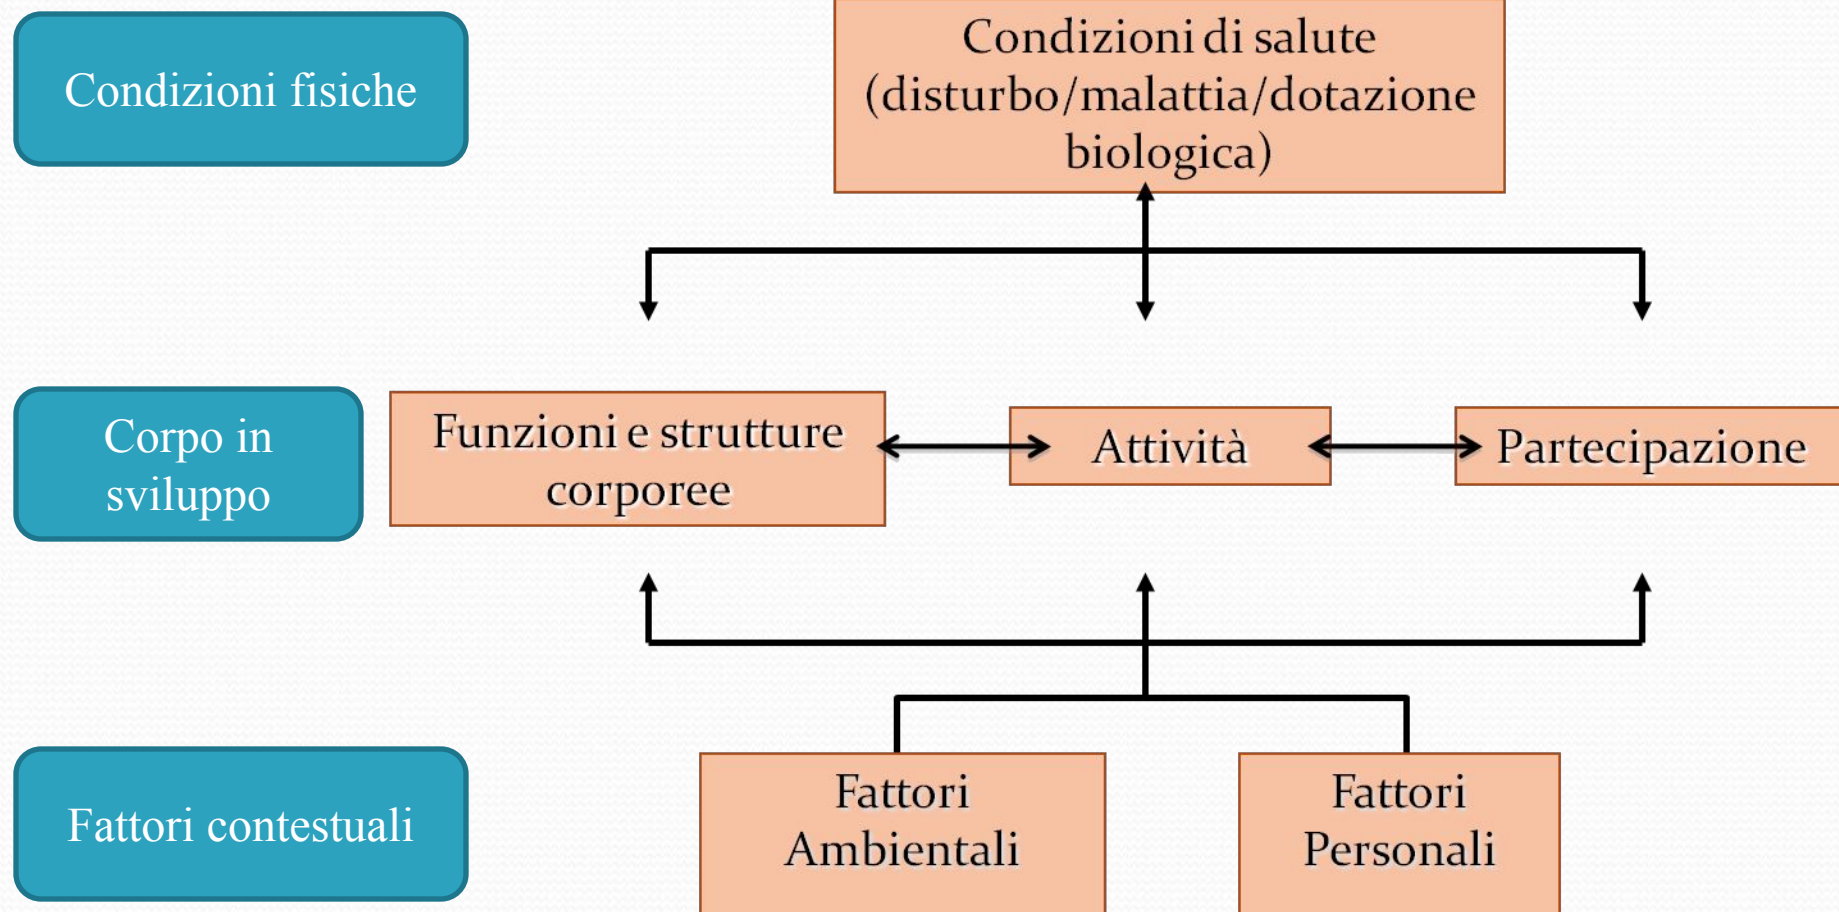 Condizioni fisiche
Condizioni di salute
(disturbo/malattia/dotazione
biologica)
Corpo in
sviluppo
Funzioni e strutture
corporee
Attività
Partecipazione
Fattori contestuali
Fattori
Ambientali
Fattori
Personali